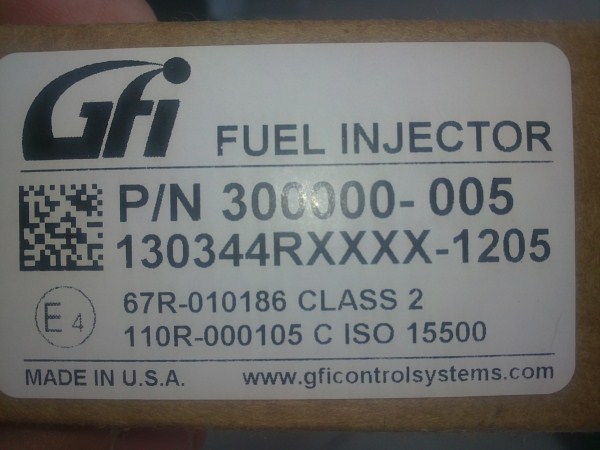 Gfi
FUEL INJECTOR
P/N 300000-005
130344RXXXX-1205
E4
67R-010186 CLASS 2
110R-000105 C ISO 15500
MADE IN U.S.A.
www.gficontrolsystems.com